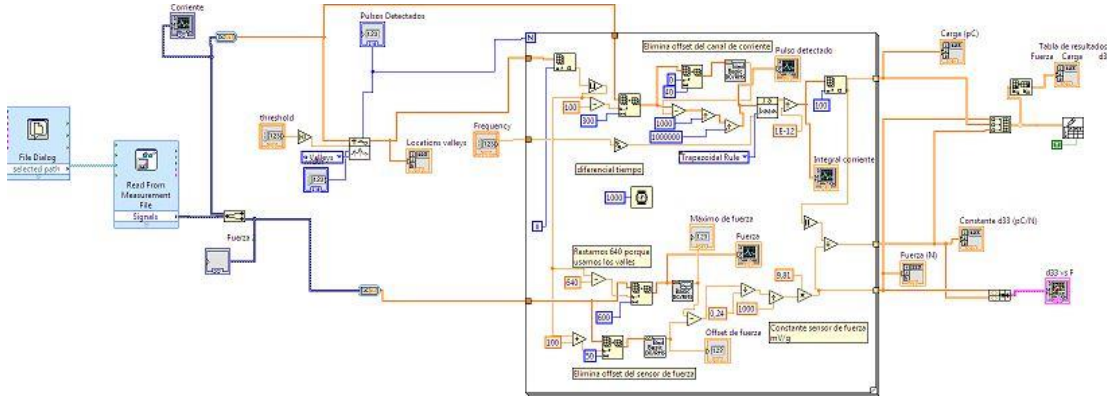 Corriente
Pulsos Detectados
Elimina offset del canal de corriente
Carga (pC)
Tabla de resultados
Fuerza Carga d33
Pulso detectado
File Dialog
selected path
threshold
Frequency
100
300
0
40
1000
1000000
100
1E-12
Read From
Measurement
File
Signals
Valleys
Locations valleys
Trapezoidal Rule
Integral corriente
diferencial tiempo
1000
Fuerza
Máximo de fuerza
Constante d33 (pC/N)
Restamos 640 porque
usamos los valles
Fuerza
Fuerza (N)
d33 vs F
640
600
9,81
0,24
1000
100
50
Offset de fuerza
Constante sensor de fuerza
mV/g
Elimina offset del sensor de fuerza